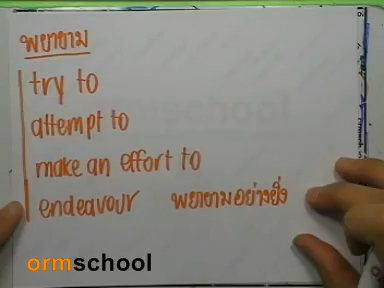 พยายาม
try to
attempt to
make an effort to
endeavour พยายามอย่างยิ่ง
ormschool